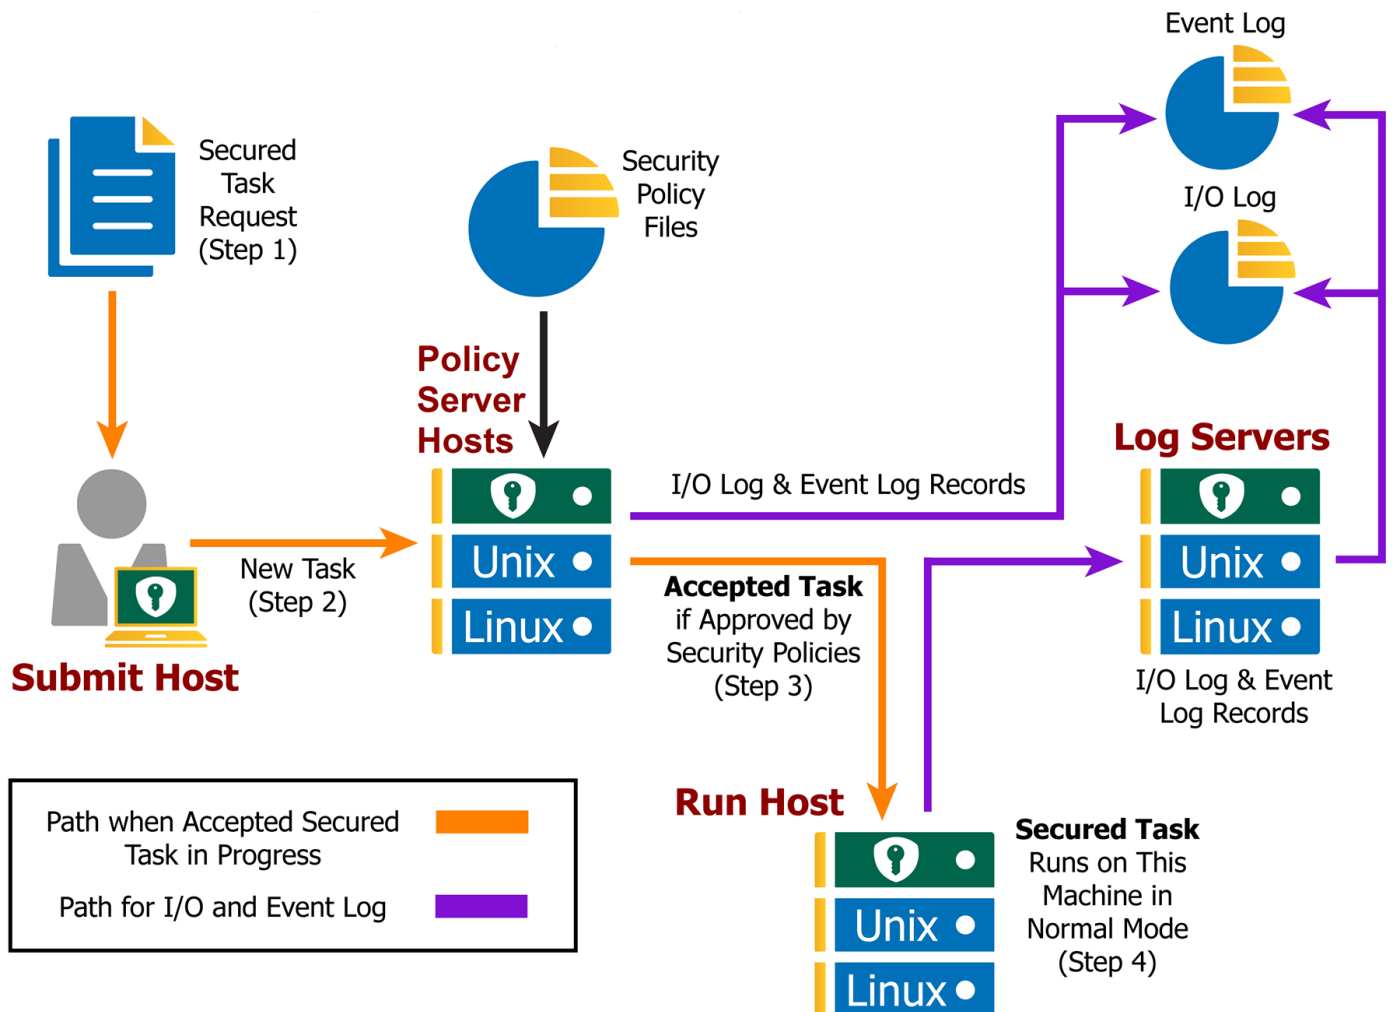 Event Log
Secured
Task
Request
(Step 1)
Security
Policy
Files
I/O Log
Policy
Server
Hosts
Log Servers
I/O Log & Event Log Records
Unix
Linux
New Task
(Step 2)
Submit Host
Accepted Task
if Approved by
Security Policies
(Step 3)
Unix
Linux
I/O Log & Event
Log Records
Run Host
Secured Task
Runs on This
Machine in
Normal Mode
(Step 4)
Unix
Linux
Path when Accepted Secured
Task in Progress
Path for I/O and Event Log